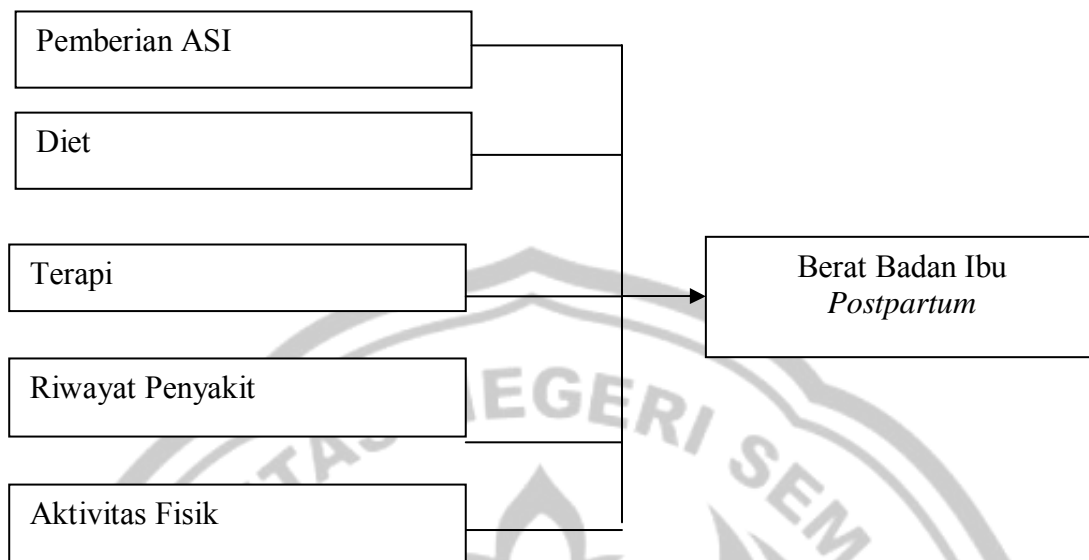 Pemberian ASI
Diet
Terapi
Berat Badan Ibu
Postpartum
Riwayat Penyakit
Aktivitas Fisik